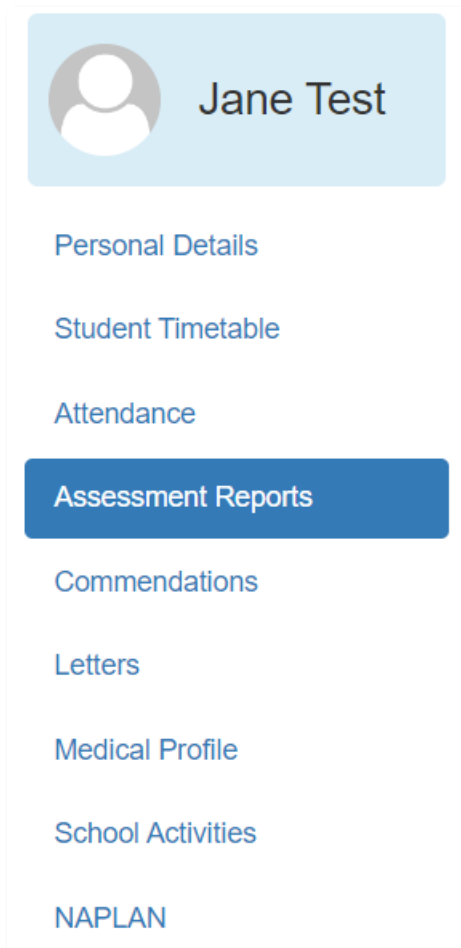 Jane Test
Personal Details
Student Timetable
Attendance
Assessment Reports
Commendations
Letters
Medical Profile
School Activities
NAPLAN